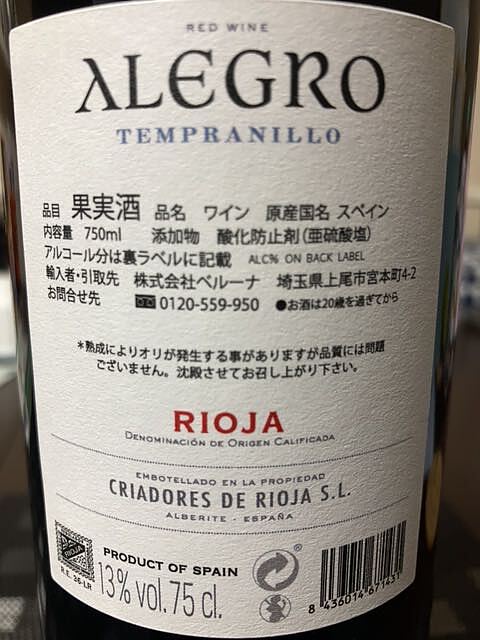 RED WINE
ALEGRO
TEMPRANILLO
品目 果実酒 品名 ワイン 原産国名 スペイン
内容量 750ml 添加物 酸化防止剤(亜硫酸塩)
アルコール分は裏ラベルに記載 ALC% ON BACK LABEL
輸入者・引取先 株式会社ベルーナ 埼玉県上尾市宮本町4-2
お問合せ先 0120-559-950 ●お酒は20歳を過ぎてから
*熟成によりオリが発生する事がありますが品質には問題
ございません。沈殿させてお召し上がり下さい。
RIOJA
DENOMINACIÓN DE ORIGEN CALIFICADA
EMBOTELLADO EN LA PROPIEDAD
CRIADORES DE RIOJA S.L.
ALBERITE - ESPAÑA
RIOJA
R.E. 36-LR
PRODUCT OF SPAIN
13% vol. 75 cl.
®
8 436014 671431